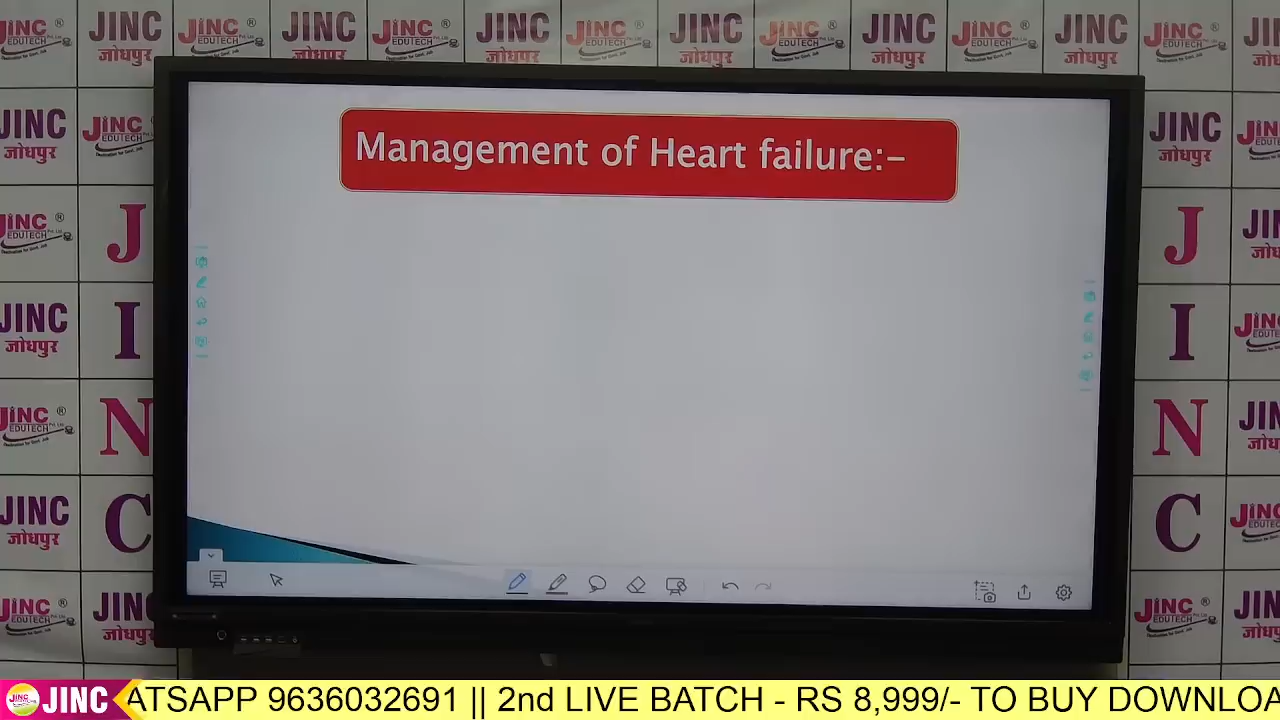 Management of Heart failure:-
JINC
जोधपुर
JINC
EDUTECH
J
I
N
C
J
I
N
C
JINC
ATSAPP 9636032691 || 2nd LIVE BATCH - RS 8,999/- TO BUY DOWNLOA